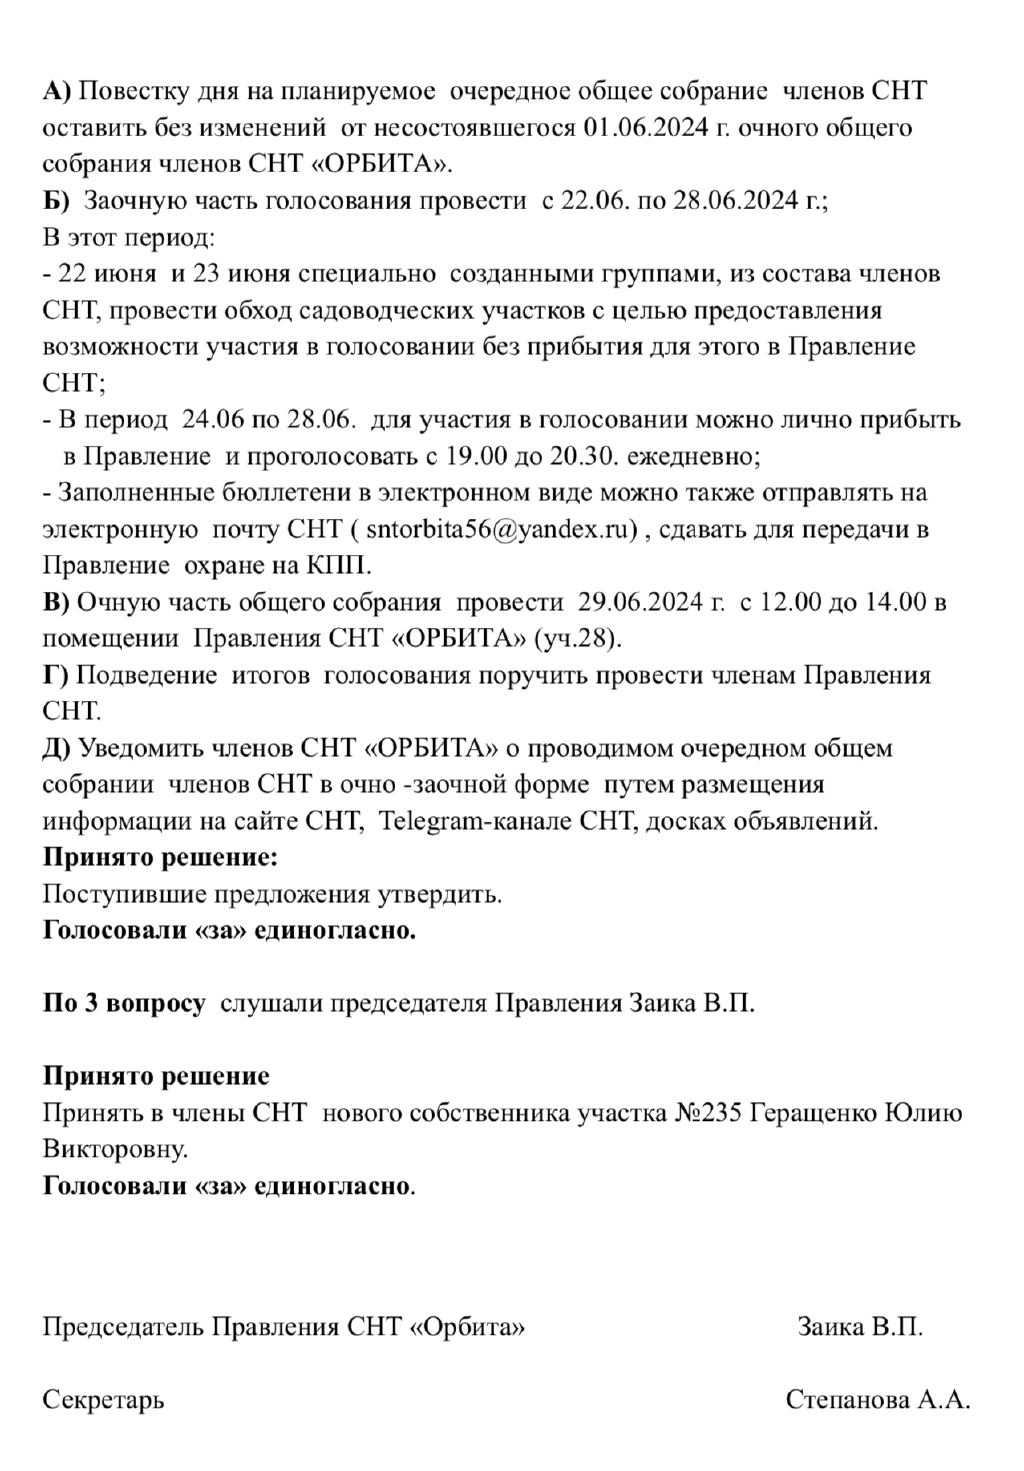 А) Повестку дня на планируемое очередное общее собрание членов СНТ
оставить без изменений от несостоявшегося 01.06.2024 г. очного общего
собрания членов СНТ «ОРБИТА».
Б) Заочную часть голосования провести с 22.06. по 28.06.2024 г.;
В этот период:
- 22 июня и 23 июня специально созданными группами, из состава членов
СНТ, провести обход садоводческих участков с целью предоставления
возможности участия в голосовании без прибытия для этого в Правление
СНТ;
- В период 24.06 по 28.06. для участия в голосовании можно лично прибыть
в Правление и проголосовать с 19.00 до 20.30. ежедневно;
- Заполненные бюллетени в электронном виде можно также отправлять на
электронную почту СНТ ( sntorbita56@yandex.ru) , сдавать для передачи в
Правление охране на КПП.
В) Очную часть общего собрания провести 29.06.2024 г. с 12.00 до 14.00 в
помещении Правления СНТ «ОРБИТА» (уч.28).
Г) Подведение итогов голосования поручить провести членам Правления
СНТ.
Д) Уведомить членов СНТ «ОРБИТА» о проводимом очередном общем
собрании членов СНТ в очно -заочной форме путем размещения
информации на сайте СНТ, Telegram-канале СНТ, досках объявлений.
Принято решение:
Поступившие предложения утвердить.
Голосовали «за» единогласно.
По 3 вопросу слушали председателя Правления Заика В.П.
Принято решение
Принять в члены СНТ нового собственника участка №235 Геращенко Юлию
Викторовну.
Голосовали «за» единогласно.
Председатель Правления СНТ «Орбита» Заика В.П.
Секретарь Степанова А.А.